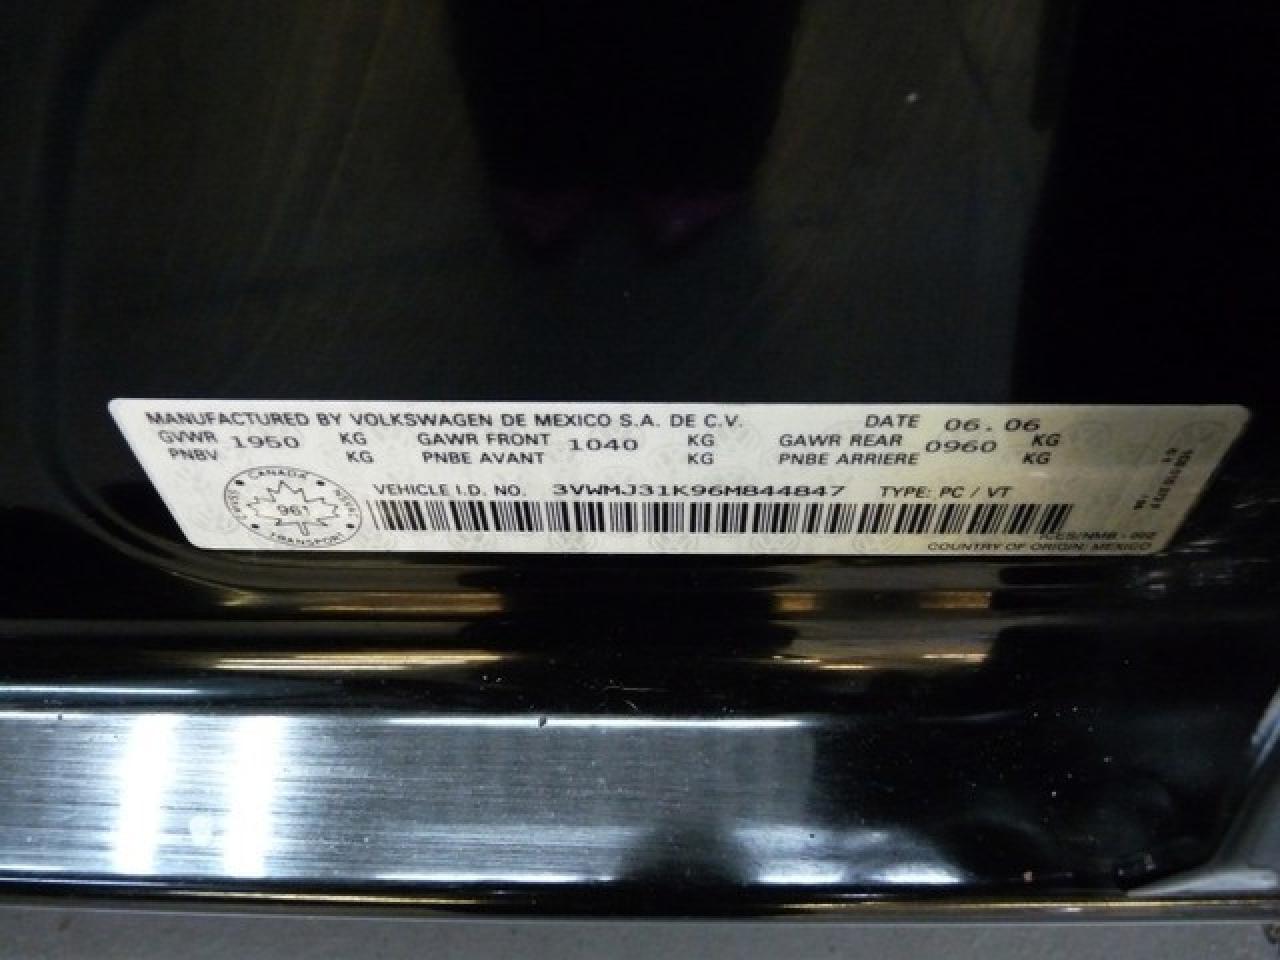 MANUFACTURED BY VOLKSWAGEN DE MEXICO S.A. DE C.V. DATE 06.06
GVWR 1950 KG GAWR FRONT 1040 KG GAWR REAR 0960 KG
PNBV KG PNBE AVANT KG PNBE ARRIERE KG
CANADA
961
TRANSPORT
VEHICLE I.D. NO. 3VWMJ31K96M844847 TYPE: PC / VT
COUNTRY OF ORIGIN: MEXICO